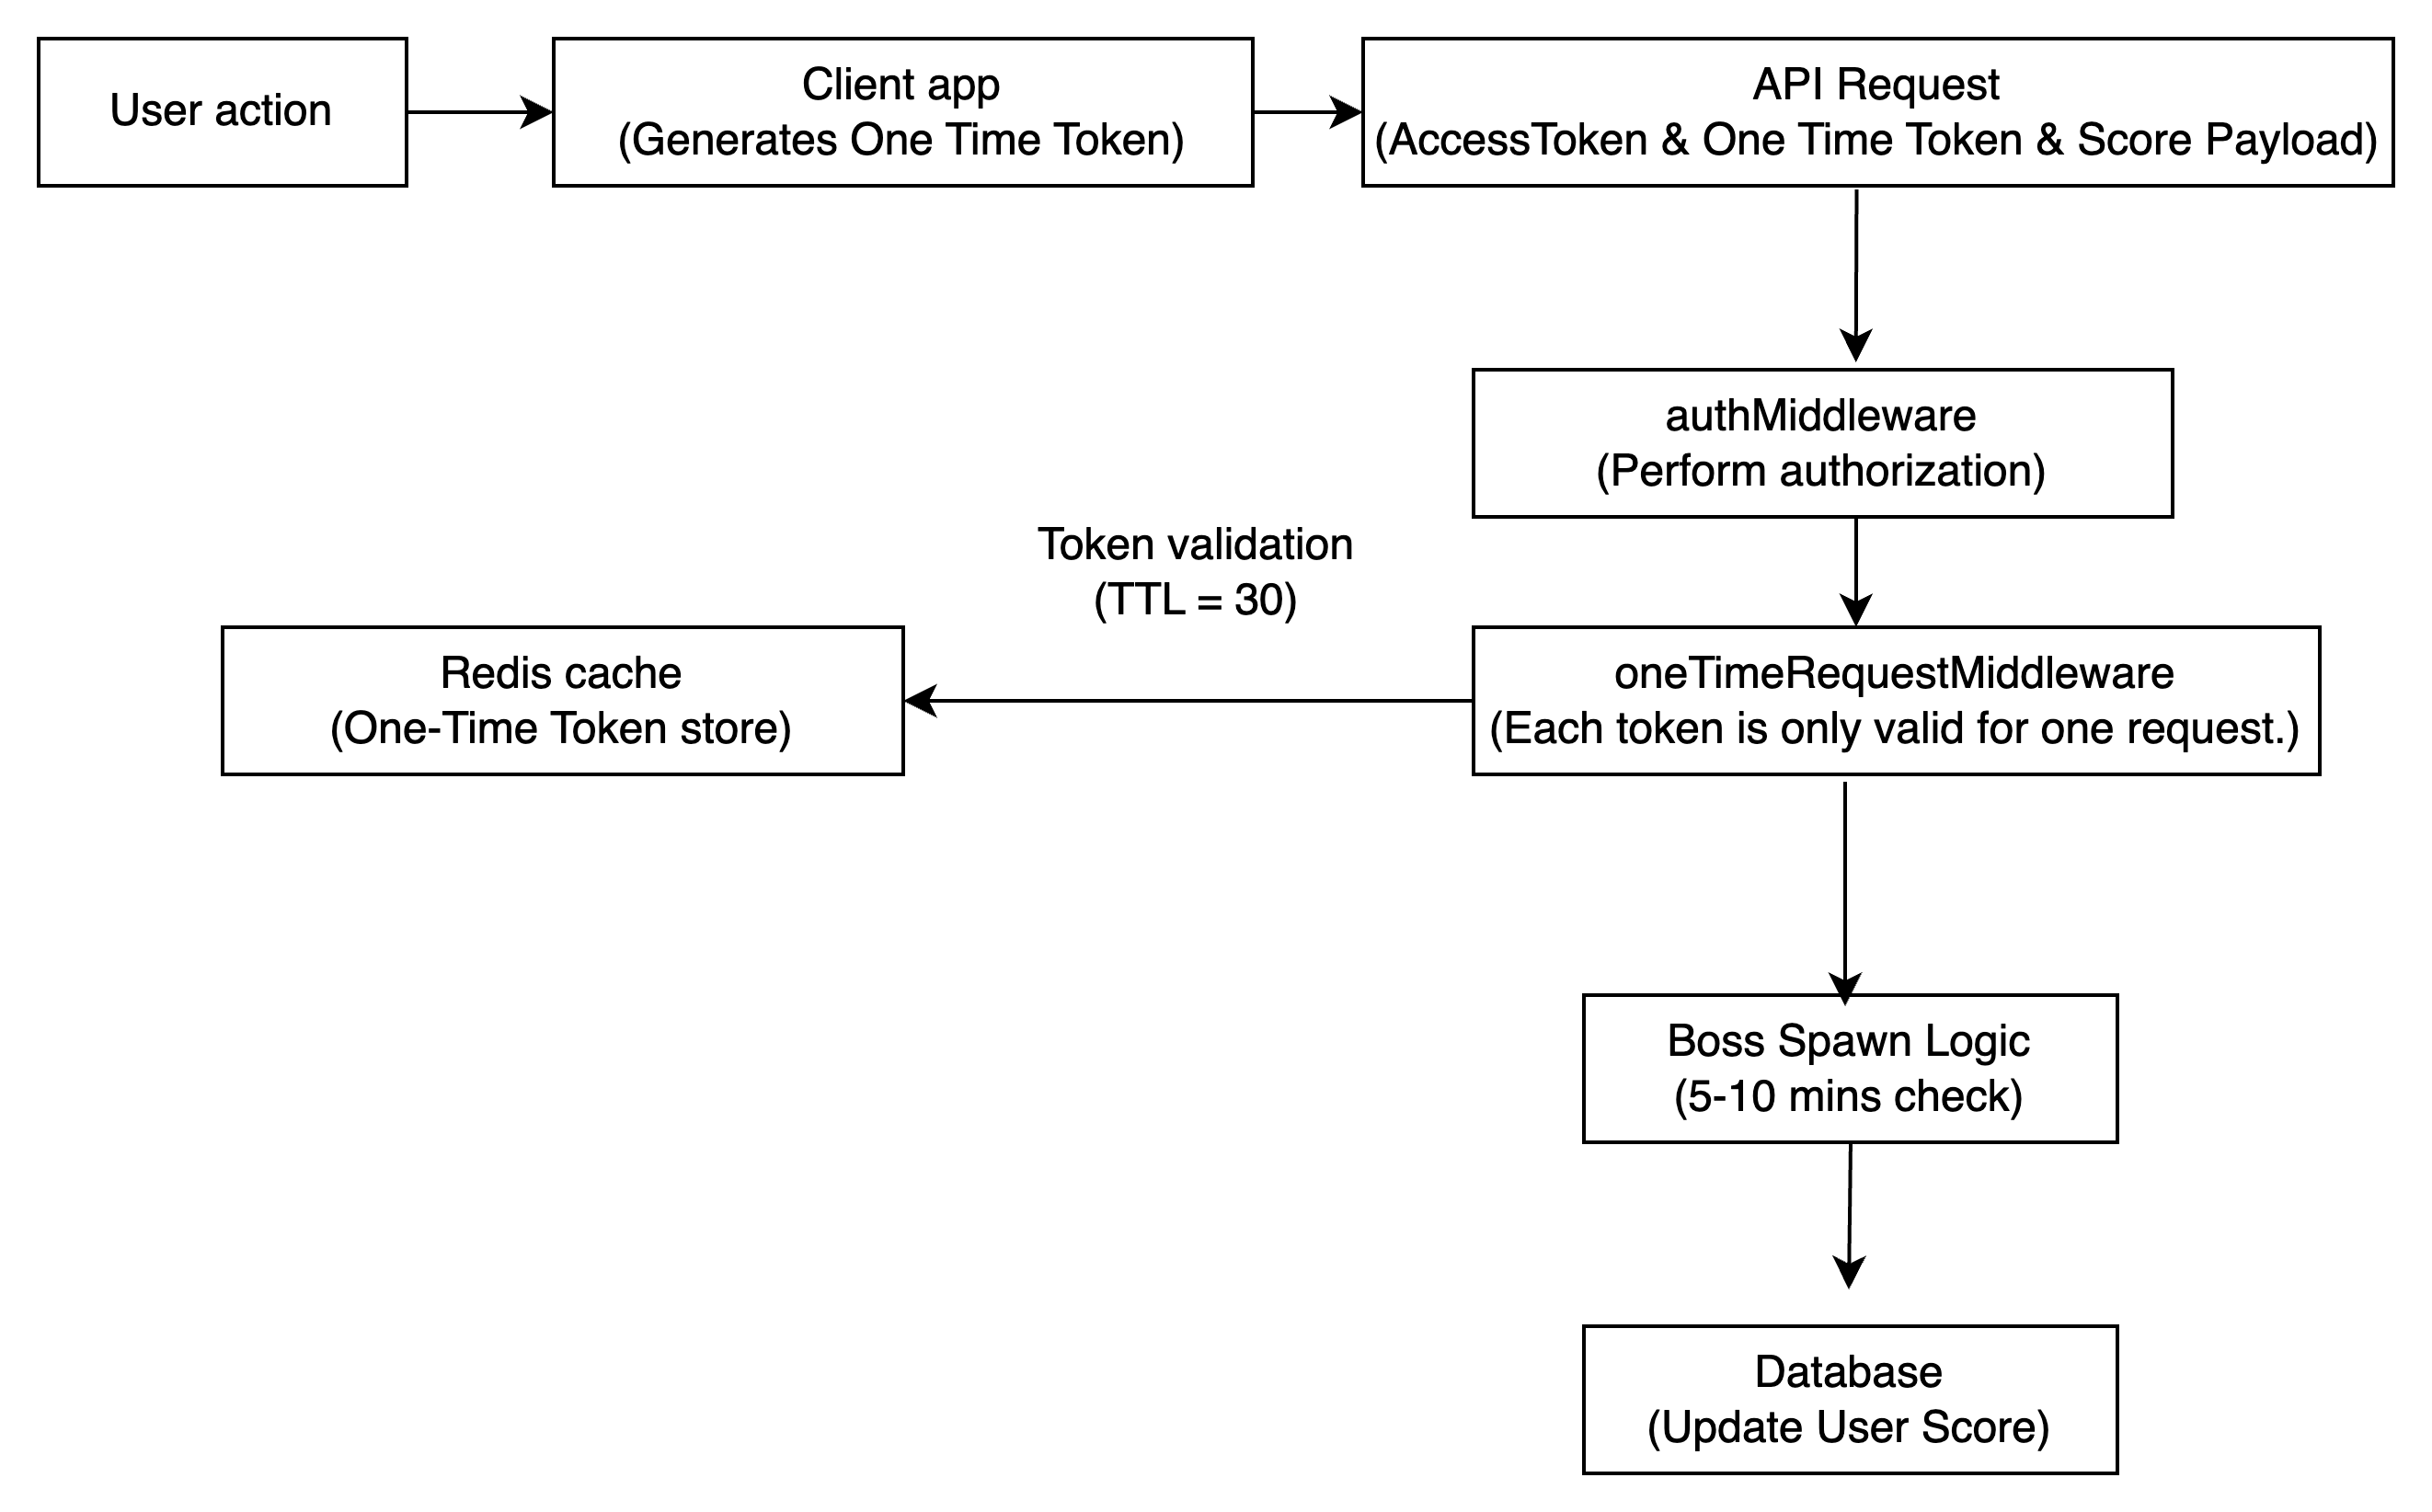 User action
Client app
(Generates One Time Token)
API Request
(AccessToken & One Time Token & Score Payload)
authMiddleware
(Perform authorization)
Token validation
(TTL = 30)
Redis cache
(One-Time Token store)
oneTimeRequestMiddleware
(Each token is only valid for one request.)
Boss Spawn Logic
(5-10 mins check)
Database
(Update User Score)